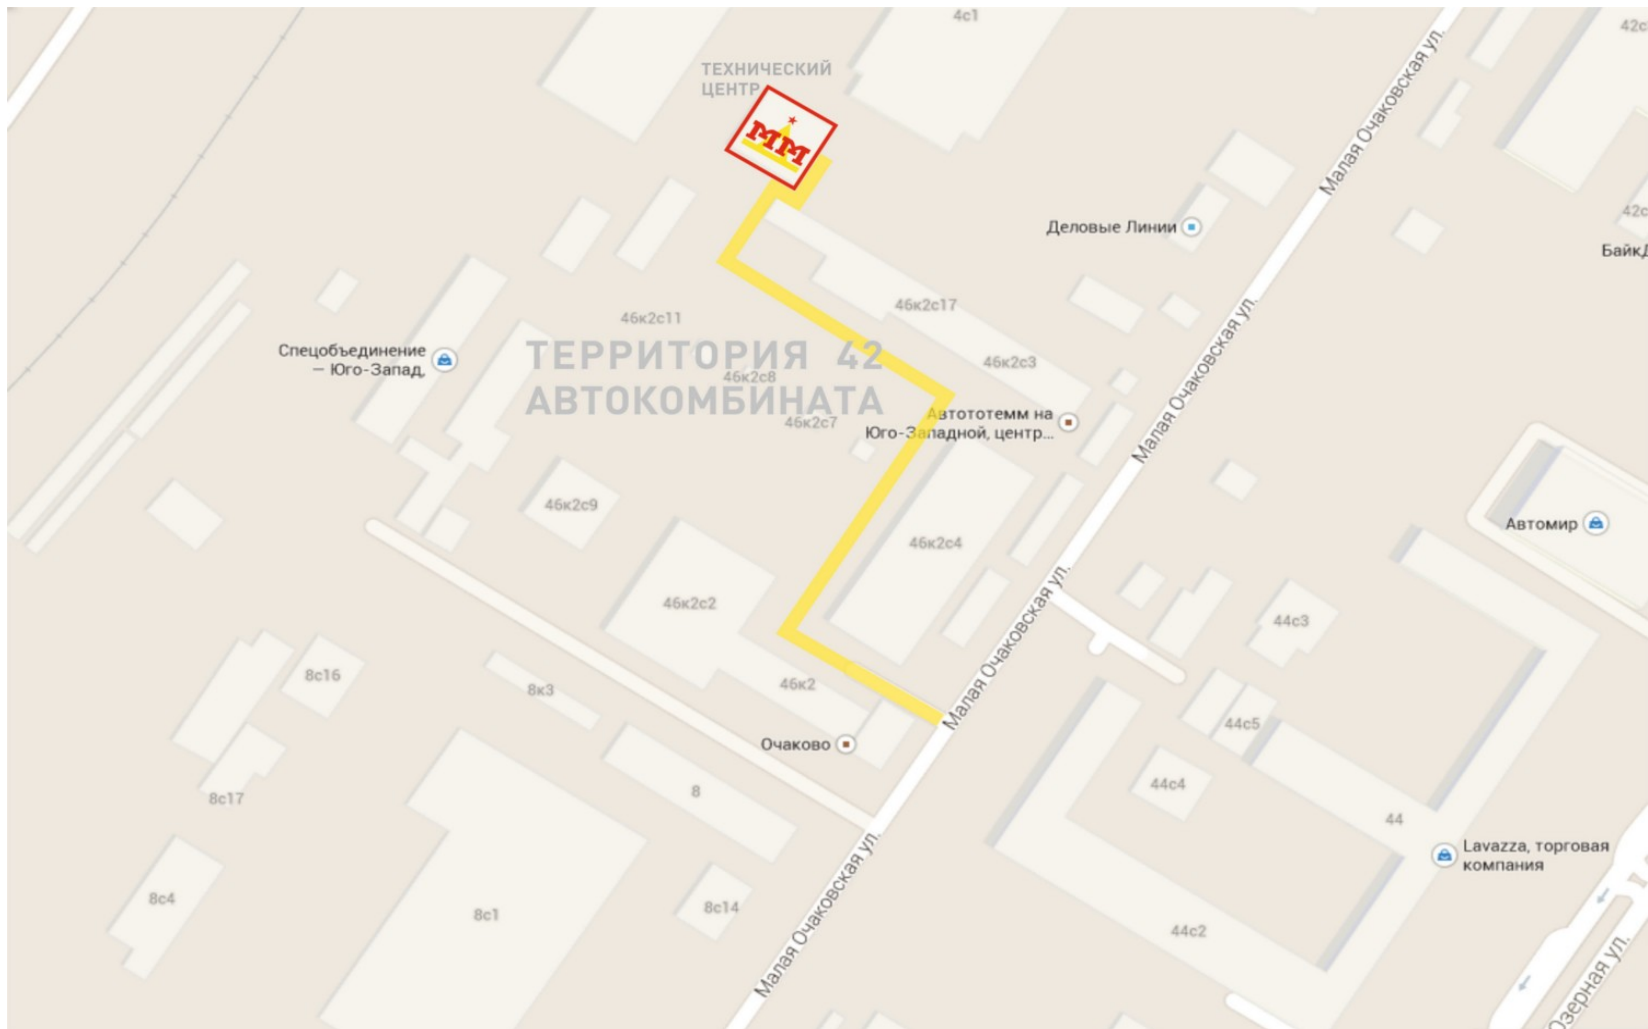 4с1
42с
ТЕХНИЧЕСКИЙ
ЦЕНТР
ММ
Малая Очаковская ул.
42с
Деловые Линии
Байк
46к2с17
Малая Очаковская ул.
46к2с11
Спецобъединение
— Юго-Запад,
ТЕРРИТОРИЯ 42
АВТОКОМБИНАТА
46к2с8
46к2с3
46к2с7
Автототемм на
Юго-Западной, центр...
46к2с9
Автомир
46к2с4
46к2с2
44с3
Малая Очаковская ул.
8с16
8к3
46к2
44с5
Очаково
44с4
8
8с17
44
Lavazza, торговая
компания
Малая Очаковская ул.
8с4
8с1
8с14
44с2
Озерная ул.